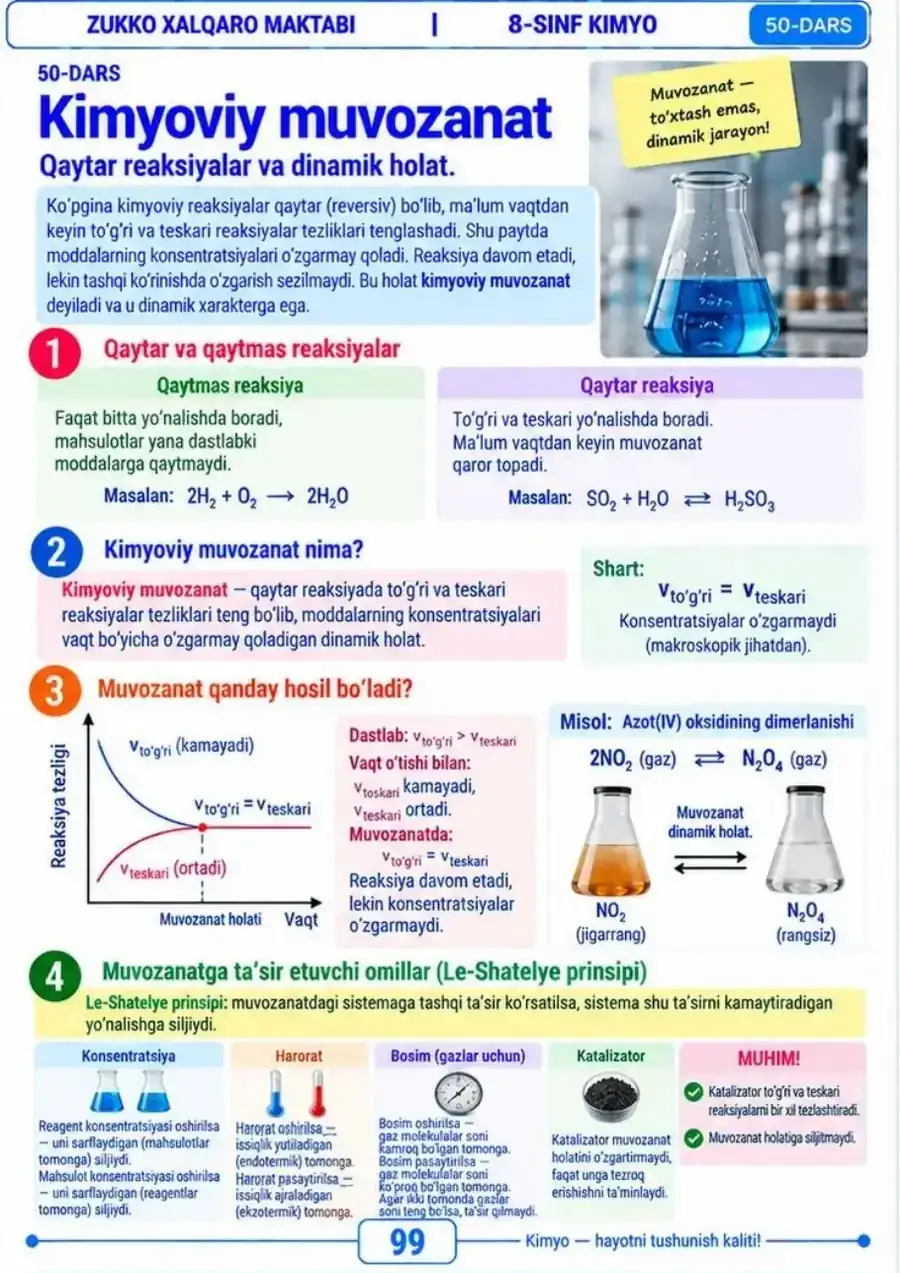 ZUKKO XALQARO MAKTABI | 8-SINF KIMYO
50-DARS
50-DARS
Kimyoviy muvozanat
Qaytar reaksiyalar va dinamik holat.
Muvozanat —
to'xtash emas,
dinamik jarayon!
Ko'pgina kimyoviy reaksiyalar qaytar (reversiv) bo'lib, ma'lum vaqtdan
keyin to'g'ri va teskari reaksiyalar tezliklari tenglashadi. Shu paytda
moddalarning konsentratsiyalari o'zgarmay qoladi. Reaksiya davom etadi,
lekin tashqi ko'rinishda o'zgarish sezilmaydi. Bu holat kimyoviy muvozanat
deyiladi va u dinamik xarakterga ega.
1 Qaytar va qaytmas reaksiyalar
Qaytmas reaksiya
Faqat bitta yo'nalishda boradi,
mahsulotlar yana dastlabki
moddalarga qaytmaydi.
Masalan: 2H₂ + O₂ → 2H₂O
Qaytar reaksiya
To'g'ri va teskari yo'nalishda boradi.
Ma'lum vaqtdan keyin muvozanat
qaror topadi.
Masalan: SO₂ + H₂O ⇌ H₂SO₃
2 Kimyoviy muvozanat nima?
Kimyoviy muvozanat — qaytar reaksiyada to'g'ri va teskari
reaksiyalar tezliklari teng bo'lib, moddalarning konsentratsiyalari
vaqt bo'yicha o'zgarmay qoladigan dinamik holat.
Shart:
v to'g'ri = v teskari
Konsentratsiyalar o'zgarmaydi
(makroskopik jihatdan).
3 Muvozanat qanday hosil bo'ladi?
Reaksiya tezligi
v to'g'ri (kamayadi)
v to'g'ri = v teskari
v teskari (ortadi)
Muvozanat holati Vaqt
Dastlab: v to'g'ri > v teskari
Vaqt o'tishi bilan:
v toskari kamayadi,
v teskari ortadi.
Muvozanatda:
v to'g'ri = v teskari
Reaksiya davom etadi,
lekin konsentratsiyalar
o'zgarmaydi.
Misol: Azot(IV) oksidining dimerlanishi
2NO₂ (gaz) ⇌ N₂O₄ (gaz)
Muvozanat
dinamik holat.
NO₂
(jigarrang)
N₂O₄
(rangsiz)
4 Muvozanatga ta'sir etuvchi omillar (Le-Shatelye prinsipi)
Le-Shatelye prinsipi: muvozanatdagi sistemaga tashqi ta'sir ko'rsatilsa, sistema shu ta'sirni kamaytiradigan
yo'nalishga siljiydi.
Konsentratsiya
Reagent konsentratsiyasi oshirilsa
— uni sarflaydigan (mahsulotlar
tomonga) siljiydi.
Mahsulot konsentratsiyasi oshirilsa
— uni sarflaydigan (reagentlar
tomonga) siljiydi.
Harorat
Harorat oshirilsa —
issiqlik yutiladigan
(endotermik) tomonga.
Harorat pasaytirilsa —
issiqlik ajraladigan
(ekzotermik) tomonga.
Bosim (gazlar uchun)
Bosim oshirilsa —
gaz molekulalar soni
kamroq bo'lgan tomonga.
Bosim pasaytirilsa —
gaz molekulalar soni
ko'proq bo'lgan tomonga.
Agar ikki tomonda gazlar
soni teng bo'lsa, ta'sir qilmaydi.
Katalizator
Katalizator muvozanat
holatini o'zgartirmaydi,
faqat unga tezroq
erishishni ta'minlaydi.
MUHIM!
Katalizator to'g'ri va teskari
reaksiyalarni bir xil tezlashtiradi.
Muvozanat holatiga siljitmaydi.
99
Kimyo — hayotni tushunish kaliti!